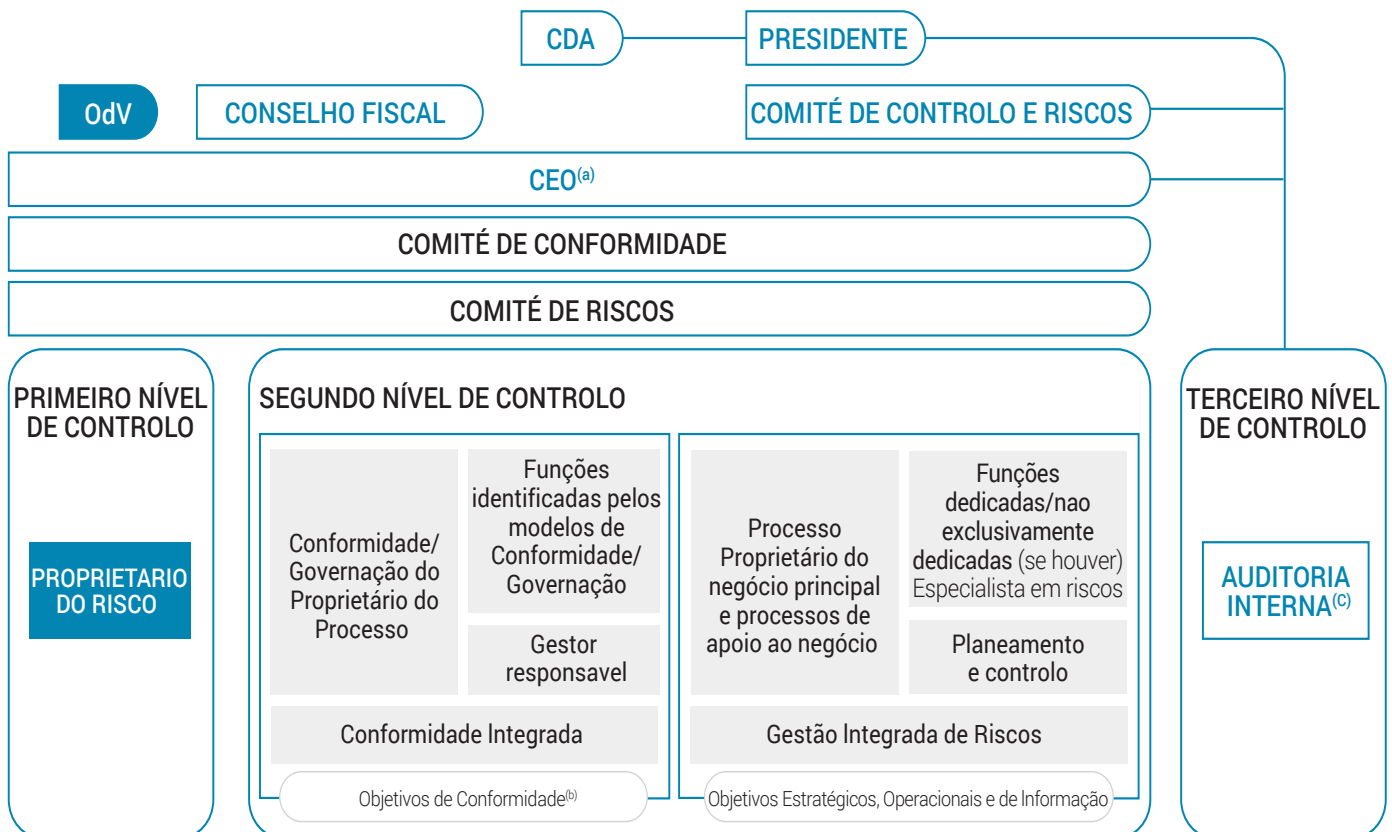 CDA
PRESIDENTE
OdV
CONSELHO FISCAL
COMITÉ DE CONTROLO E RISCOS
CEO(a)
COMITÉ DE CONFORMIDADE
COMITÉ DE RISCOS
PRIMEIRO NÍVEL
DE CONTROLO
PROPRIETARIO
DO RISCO
SEGUNDO NÍVEL DE CONTROLO
Conformidade/
Governação do
Proprietário do
Processo
Funções
identificadas pelos
modelos de
Conformidade/
Governação
Gestor
responsavel
Conformidade Integrada
Objetivos de Conformidade(b)
Processo
Proprietário do
negócio principal
e processos de
apoio ao negócio
Funções
dedicadas/nao
exclusivamente
dedicadas (se houver)
Especialista em riscos
Planeamento
e controlo
Gestão Integrada de Riscos
Objetivos Estratégicos, Operacionais e de Informação
TERCEIRO NÍVEL
DE CONTROLO
AUDITORIA
INTERNA(C)